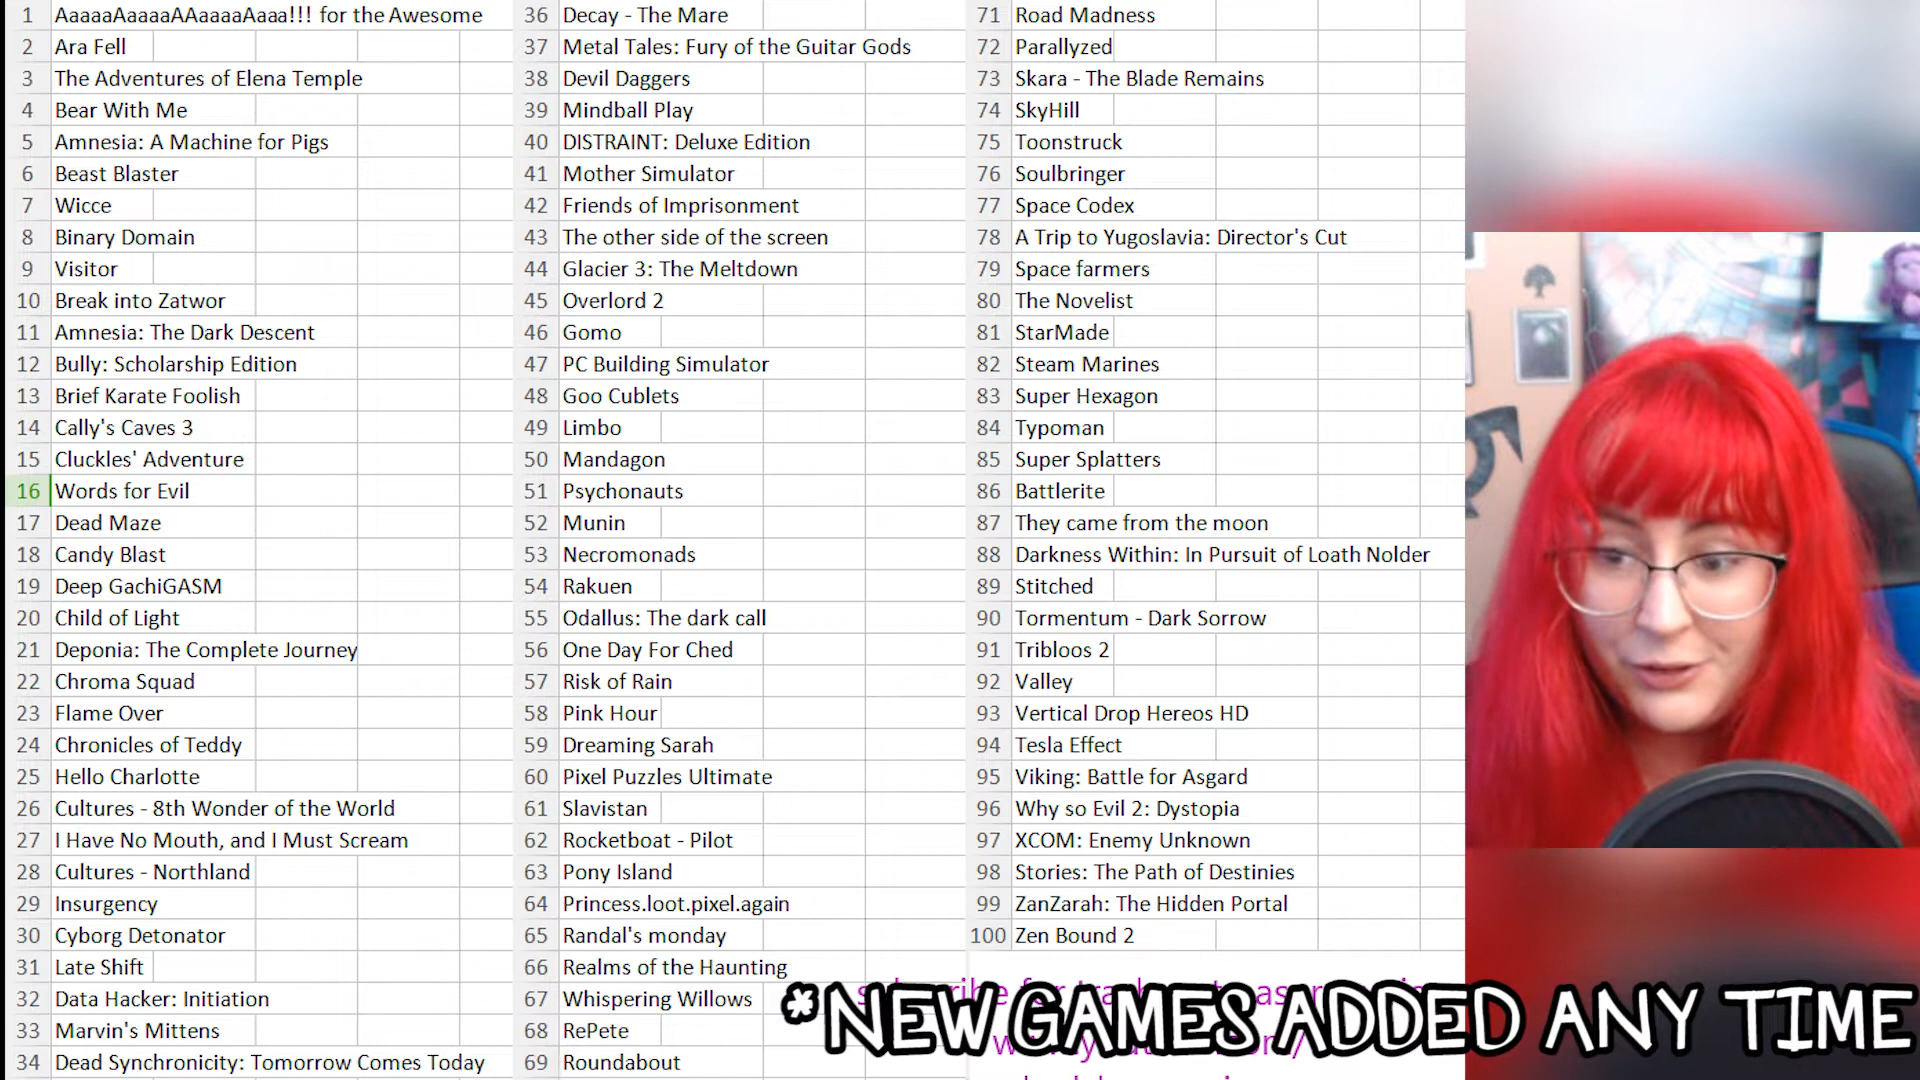 1 AaaaaAaaaaAAaaaaAaaa!!! for the Awesome
2 Ara Fell
3 The Adventures of Elena Temple
4 Bear With Me
5 Amnesia: A Machine for Pigs
6 Beast Blaster
7 Wicce
8 Binary Domain
9 Visitor
10 Break into Zatwor
11 Amnesia: The Dark Descent
12 Bully: Scholarship Edition
13 Brief Karate Foolish
14 Cally's Caves 3
15 Cluckles' Adventure
16 Words for Evil
17 Dead Maze
18 Candy Blast
19 Deep GachiGASM
20 Child of Light
21 Deponia: The Complete Journey
22 Chroma Squad
23 Flame Over
24 Chronicles of Teddy
25 Hello Charlotte
26 Cultures - 8th Wonder of the World
27 I Have No Mouth, and I Must Scream
28 Cultures - Northland
29 Insurgency
30 Cyborg Detonator
31 Late Shift
32 Data Hacker: Initiation
33 Marvin's Mittens
34 Dead Synchronicity: Tomorrow Comes Today
36 Decay - The Mare
37 Metal Tales: Fury of the Guitar Gods
38 Devil Daggers
39 Mindball Play
40 DISTRAINT: Deluxe Edition
41 Mother Simulator
42 Friends of Imprisonment
43 The other side of the screen
44 Glacier 3: The Meltdown
45 Overlord 2
46 Gomo
47 PC Building Simulator
48 Goo Cublets
49 Limbo
50 Mandagon
51 Psychonauts
52 Munin
53 Necromonads
54 Rakuen
55 Odallus: The dark call
56 One Day For Ched
57 Risk of Rain
58 Pink Hour
59 Dreaming Sarah
60 Pixel Puzzles Ultimate
61 Slavistan
62 Rocketboat - Pilot
63 Pony Island
64 Princess.loot.pixel.again
65 Randal's monday
66 Realms of the Haunting
67 Whispering Willows
68 RePete
69 Roundabout
71 Road Madness
72 Parallyzed
73 Skara - The Blade Remains
74 SkyHill
75 Toonstruck
76 Soulbringer
77 Space Codex
78 A Trip to Yugoslavia: Director's Cut
79 Space farmers
80 The Novelist
81 StarMade
82 Steam Marines
83 Super Hexagon
84 Typoman
85 Super Splatters
86 Battlerite
87 They came from the moon
88 Darkness Within: In Pursuit of Loath Nolder
89 Stitched
90 Tormentum - Dark Sorrow
91 Tribloos 2
92 Valley
93 Vertical Drop Hereos HD
94 Tesla Effect
95 Viking: Battle for Asgard
96 Why so Evil 2: Dystopia
97 XCOM: Enemy Unknown
98 Stories: The Path of Destinies
99 ZanZarah: The Hidden Portal
100 Zen Bound 2
*NEW GAMES ADDED ANY TIME